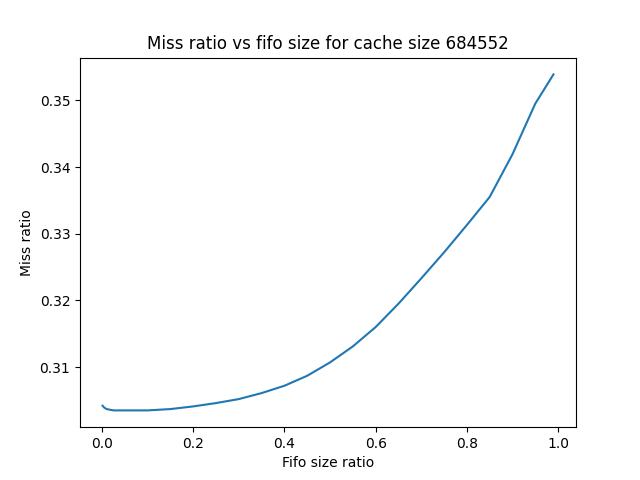 Miss ratio vs fifo size for cache size 684552
0.35
0.34
0.33
0.32
0.31
Miss ratio
0.0 0.2 0.4 0.6 0.8 1.0
Fifo size ratio